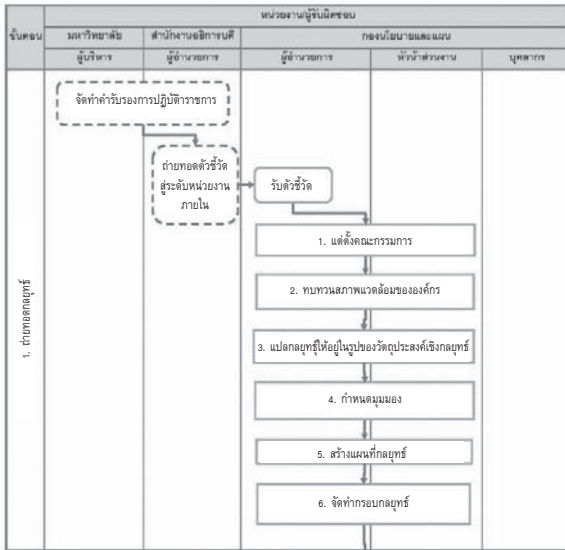 หน่วยงาน/ผู้รับผิดชอบ
ขั้นตอน
มหาวิทยาลัย
สำนักงานอธิการบดี
กองนโยบายและแผน
ผู้บริหาร
ผู้อำนวยการ
ผู้อำนวยการ
หัวหน้าส่วนงาน
บุคลากร
จัดทำคำรับรองการปฏิบัติราชการ
ถ่ายทอดตัวชี้วัด
สู่ระดับหน่วยงาน
ภายใน
รับตัวชี้วัด
1. แต่ตั้งคณะกรรมการ
2. ทบทวนสภาพแวดล้อมขององค์กร
3. แปลกลยุทธ์ให้อยู่ในรูปของวัตถุประสงค์เชิงกลยุทธ์
4. กำหนดมุมมอง
5. สร้างแผนที่กลยุทธ์
6. จัดทำกรอบกลยุทธ์
1. ถ่ายทอดกลยุทธ์